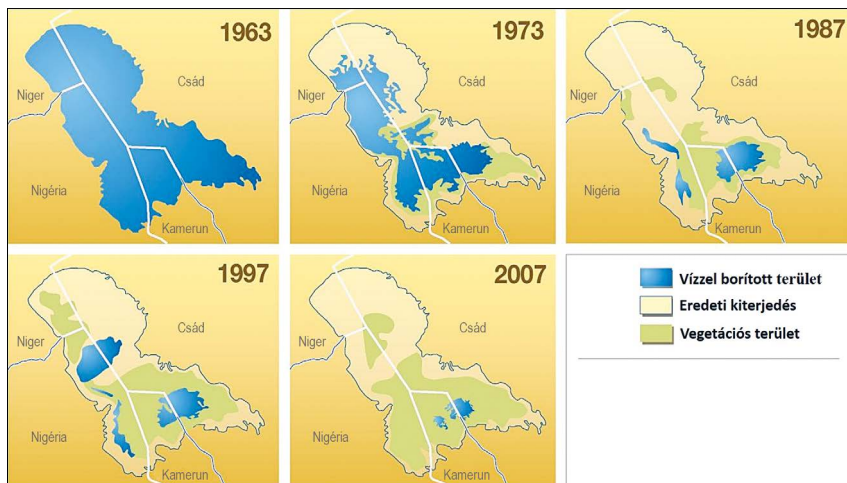 1963
Csád
Niger
Nigéria
Kamerun
1973
Csád
Niger
Nigéria
Kamerun
1987
Csád
Niger
Nigéria
Kamerun
1997
Csád
Niger
Nigéria
Kamerun
2007
Csád
Niger
Nigéria
Kamerun
Vízzel borított terület
Eredeti kiterjedés
Vegetációs terület